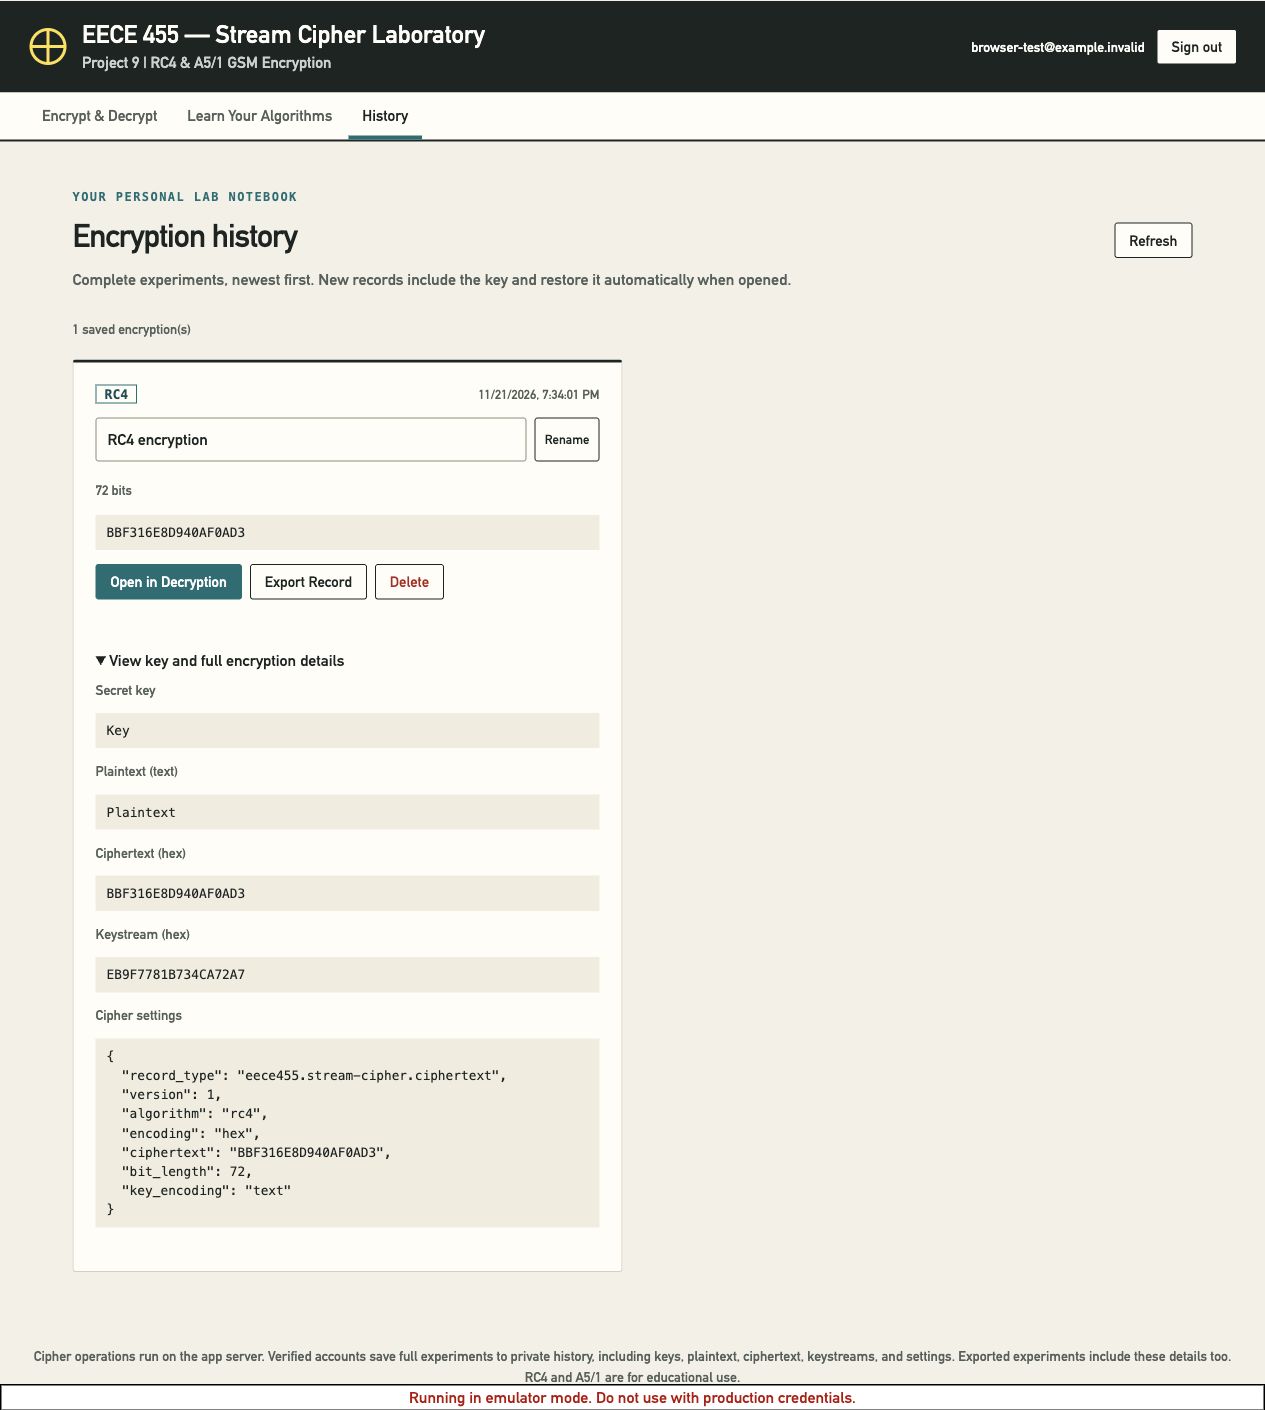 EECE 455 — Stream Cipher Laboratory
Project 9 | RC4 & A5/1 GSM Encryption
browser-test@example.invalid
Sign out
Encrypt & Decrypt
Learn Your Algorithms
History
YOUR PERSONAL LAB NOTEBOOK
Encryption history
Refresh
Complete experiments, newest first. New records include the key and restore it automatically when opened.
1 saved encryption(s)
RC4
11/21/2026, 7:34:01 PM
RC4 encryption
Rename
72 bits
BBF316E8D940AF0AD3
Open in Decryption
Export Record
Delete
▼ View key and full encryption details
Secret key
Key
Plaintext (text)
Plaintext
Ciphertext (hex)
BBF316E8D940AF0AD3
Keystream (hex)
EB9F7781B734CA72A7
Cipher settings
{
"record_type": "eece455.stream-cipher.ciphertext",
"version": 1,
"algorithm": "rc4",
"encoding": "hex",
"ciphertext": "BBF316E8D940AF0AD3",
"bit_length": 72,
"key_encoding": "text"
}
Cipher operations run on the app server. Verified accounts save full experiments to private history, including keys, plaintext, ciphertext, keystreams, and settings. Exported experiments include these details too.
RC4 and A5/1 are for educational use.
Running in emulator mode. Do not use with production credentials.